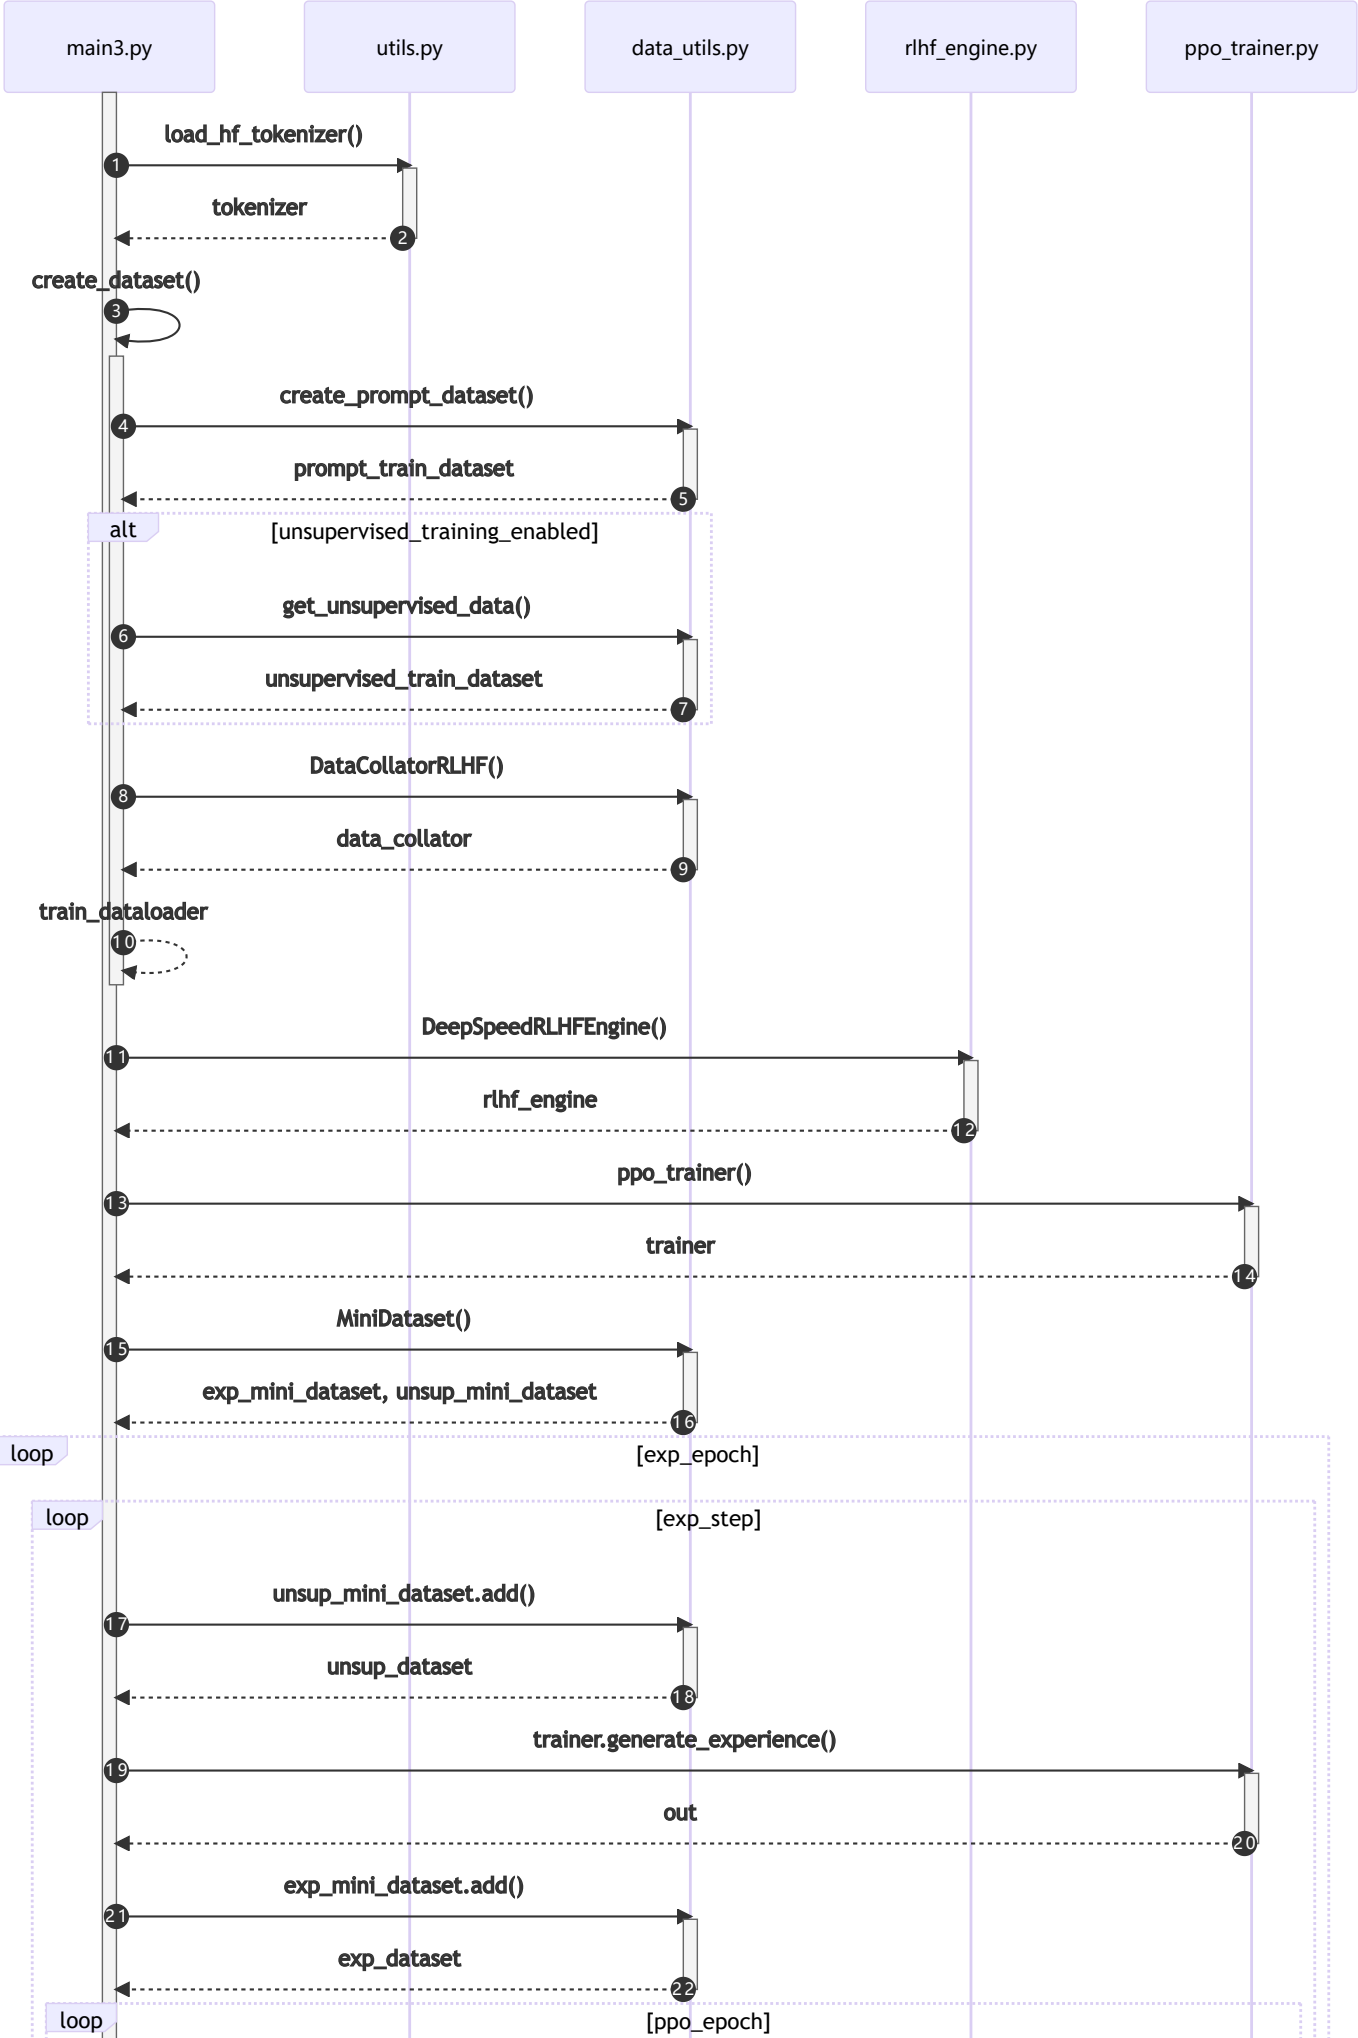 main3.py
utils.py
data_utils.py
rlhf_engine.py
ppo_trainer.py
load_hf_tokenizer()
1
tokenizer
2
create_dataset()
3
create_prompt_dataset()
4
prompt_train_dataset
5
alt
[unsupervised_training_enabled]
get_unsupervised_data()
6
unsupervised_train_dataset
7
DataCollatorRLHF()
8
data_collator
9
train_dataloader
10
DeepSpeedRLHFEngine()
11
rlhf_engine
12
ppo_trainer()
13
trainer
14
MiniDataset()
15
exp_mini_dataset, unsup_mini_dataset
16
loop
[exp_epoch]
loop
[exp_step]
unsup_mini_dataset.add()
17
unsup_dataset
18
trainer.generate_experience()
19
out
20
exp_mini_dataset.add()
21
exp_dataset
22
loop
[ppo_epoch]